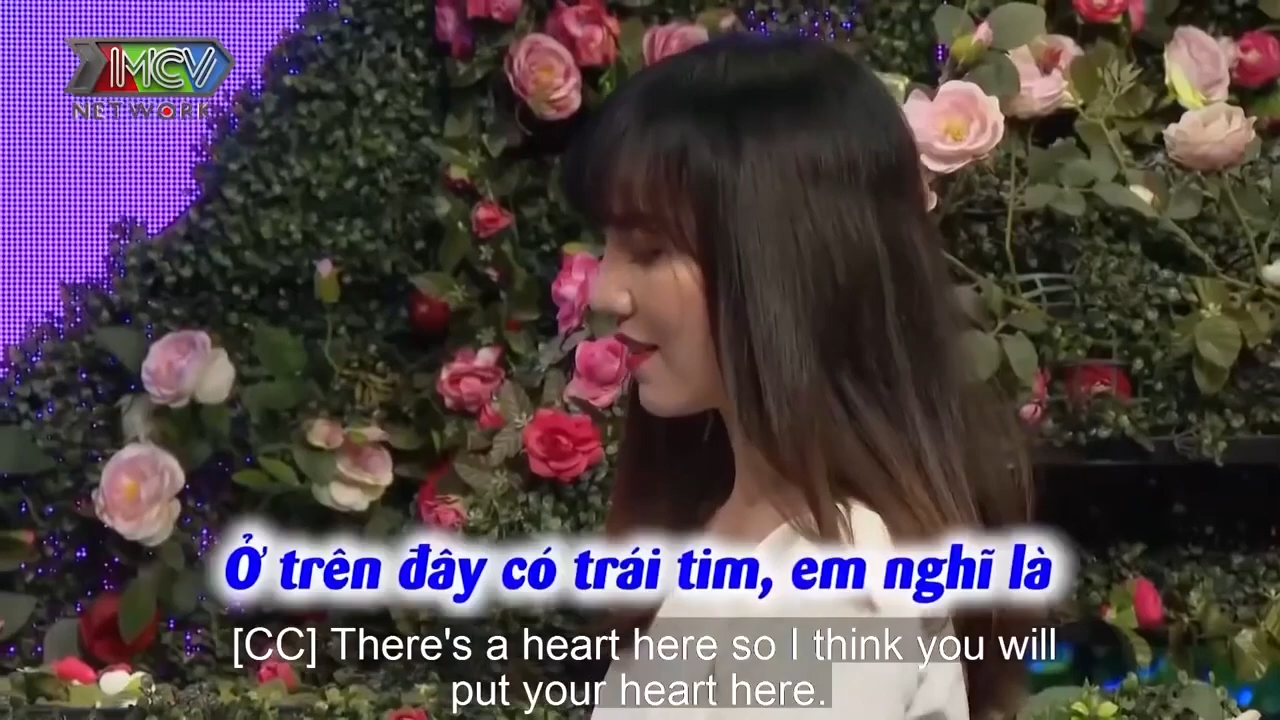 MCV
NETWORK
Ở trên đây có trái tim, em nghĩ là
[CC] There's a heart here so I think you will
put your heart here.